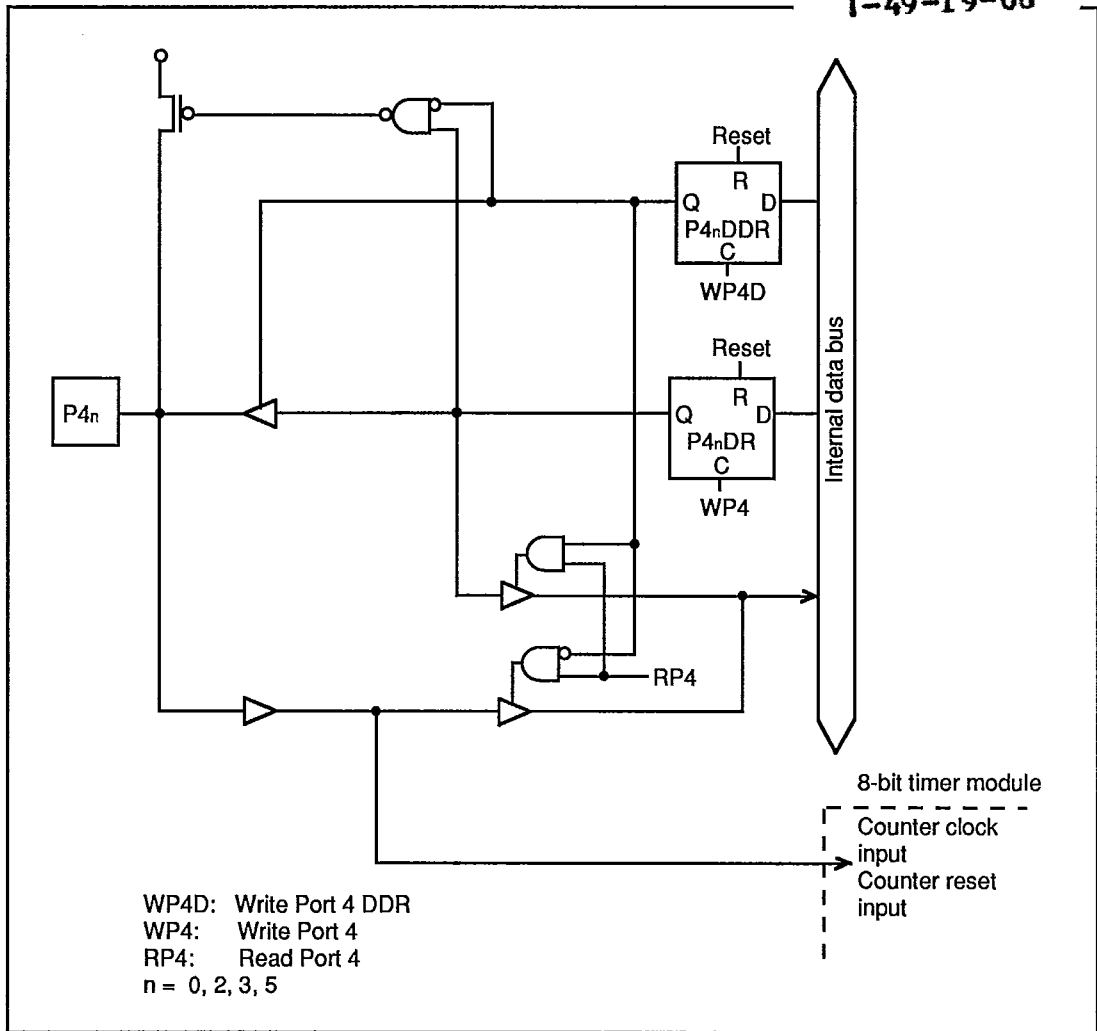 Reset
R
Q D
P4nDDR
C
WP4D
Reset
R
Q D
P4nDR
C
WP4
Internal data bus
P4n
RP4
8-bit timer module
Counter clock
input
Counter reset
input
WP4D: Write Port 4 DDR
WP4: Write Port 4
RP4: Read Port 4
n = 0, 2, 3, 5